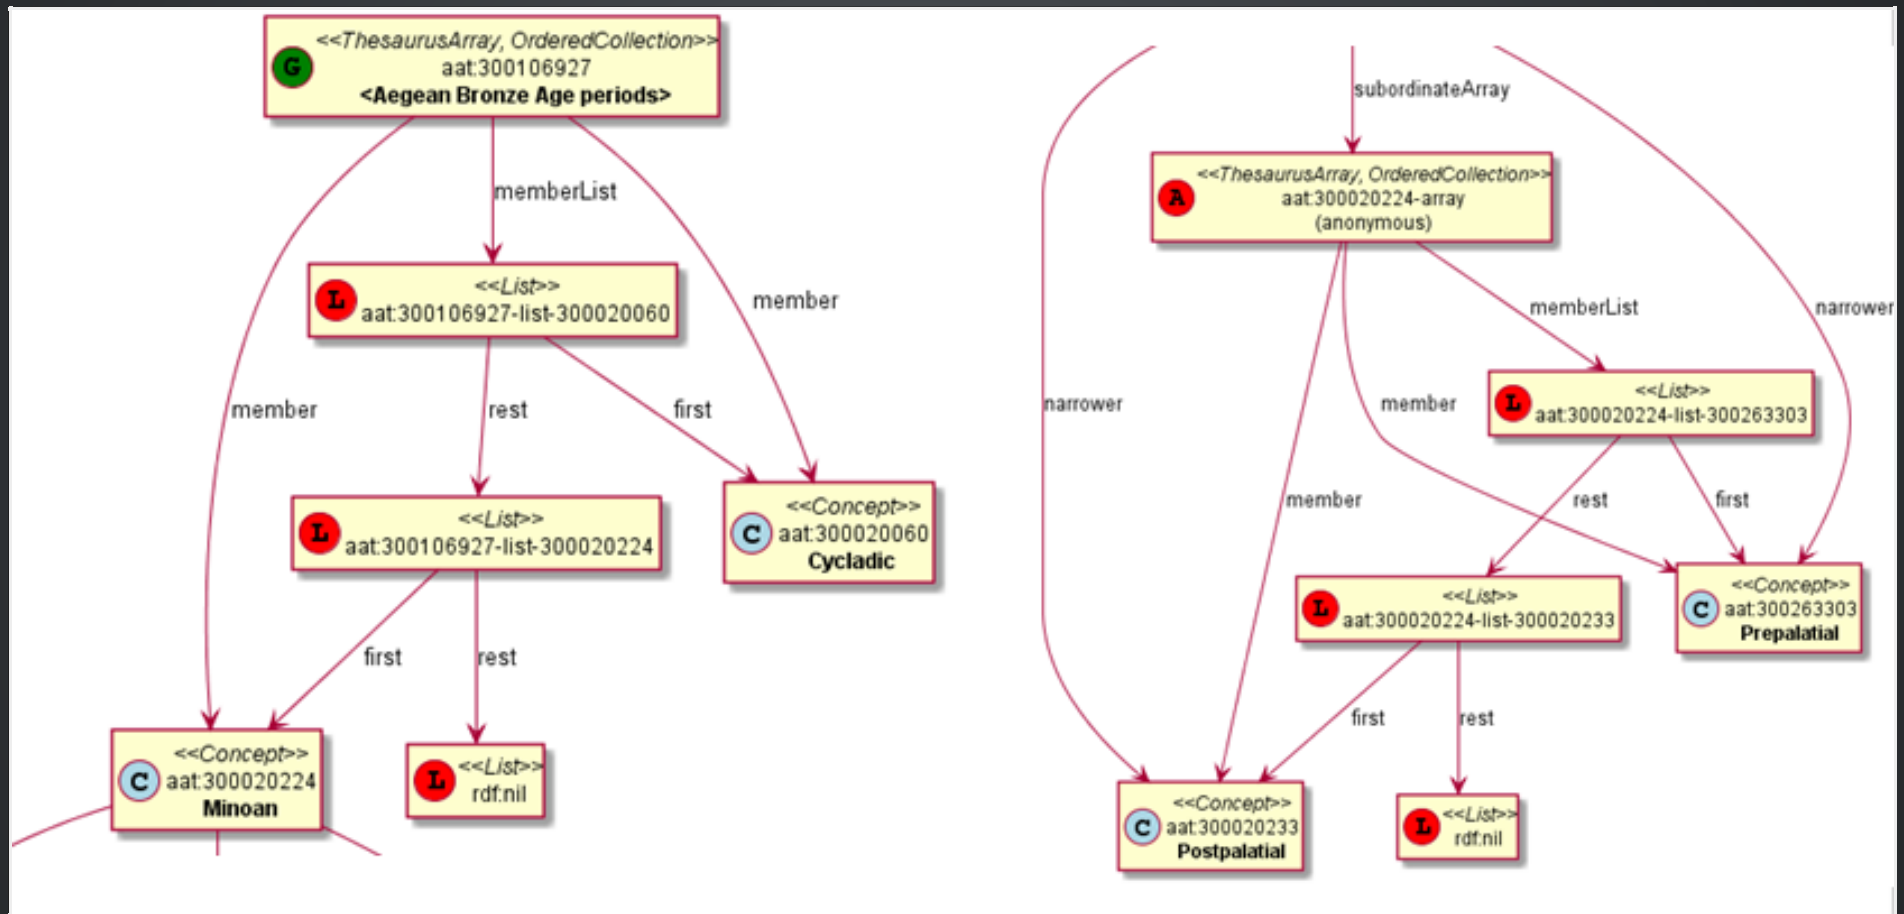 <<ThesaurusArray, OrderedCollection>>
G
aat:300106927
<Aegean Bronze Age periods>
memberList
member
member
<<List>>
L
aat:300106927-list-300020060
rest
first
<<List>>
L
aat:300106927-list-300020224
<<Concept>>
C
aat:300020060
Cycladic
first
rest
<<Concept>>
C
aat:300020224
Minoan
<<List>>
L
rdf:nil
subordinateArray
<<ThesaurusArray, OrderedCollection>>
A
aat:300020224-array
(anonymous)
memberList
narrower
narrower
member
member
<<List>>
L
aat:300020224-list-300263303
rest
first
<<List>>
L
aat:300020224-list-300020233
<<Concept>>
C
aat:300263303
Prepalatial
first
rest
<<Concept>>
C
aat:300020233
Postpalatial
<<List>>
L
rdf:nil